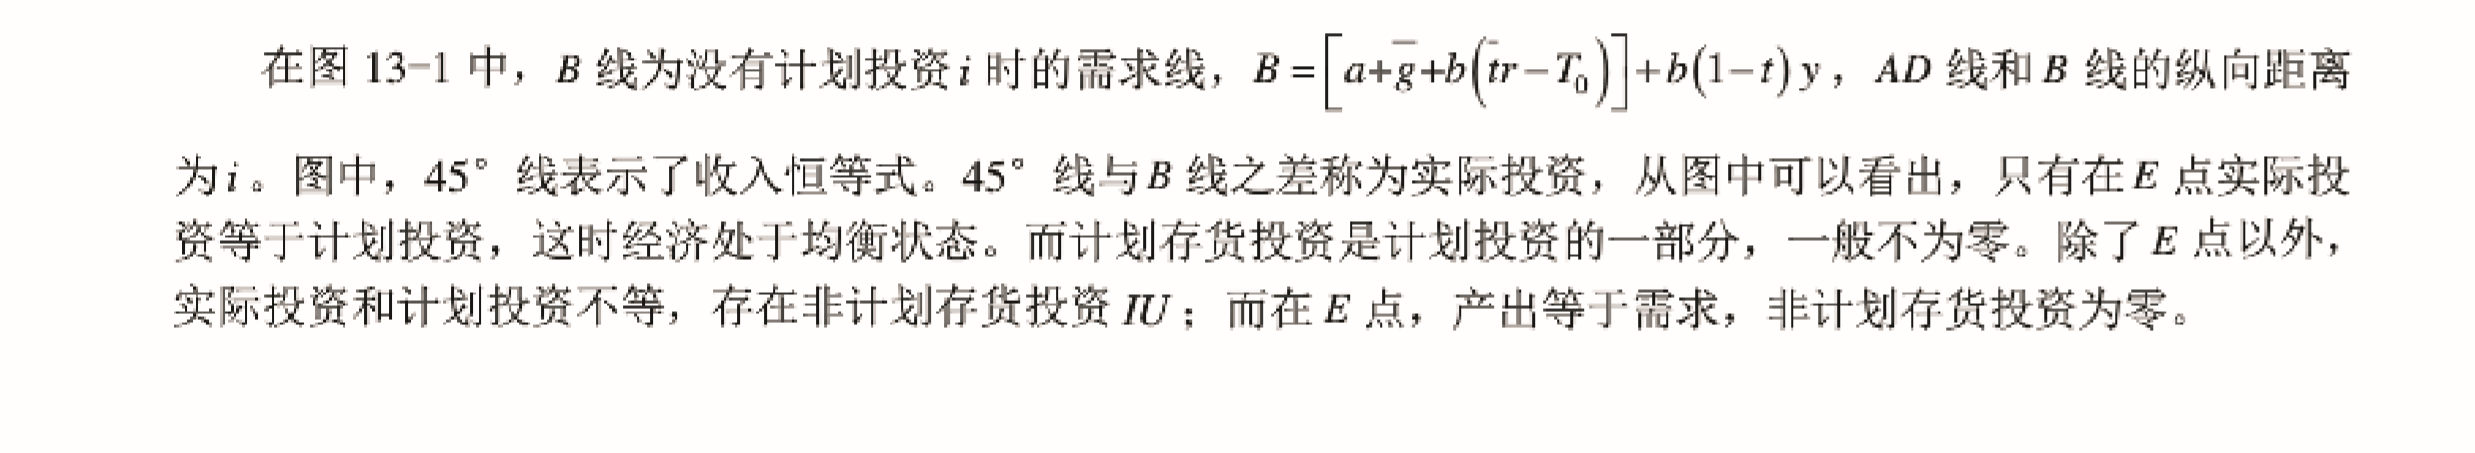 在图 13-1 中，B 线为没有计划投资 i 时的需求线，B=[a+g̅+b(t̅r-T₀)]+b(1-t)y，AD 线和 B 线的纵向距离
为 i。图中，45° 线表示了收入恒等式。45° 线与 B 线之差称为实际投资，从图中可以看出，只有在 E 点实际投
资等于计划投资，这时经济处于均衡状态。而计划存货投资是计划投资的一部分，一般不为零。除了 E 点以外，
实际投资和计划投资不等，存在非计划存货投资 IU；而在 E 点，产出等于需求，非计划存货投资为零。